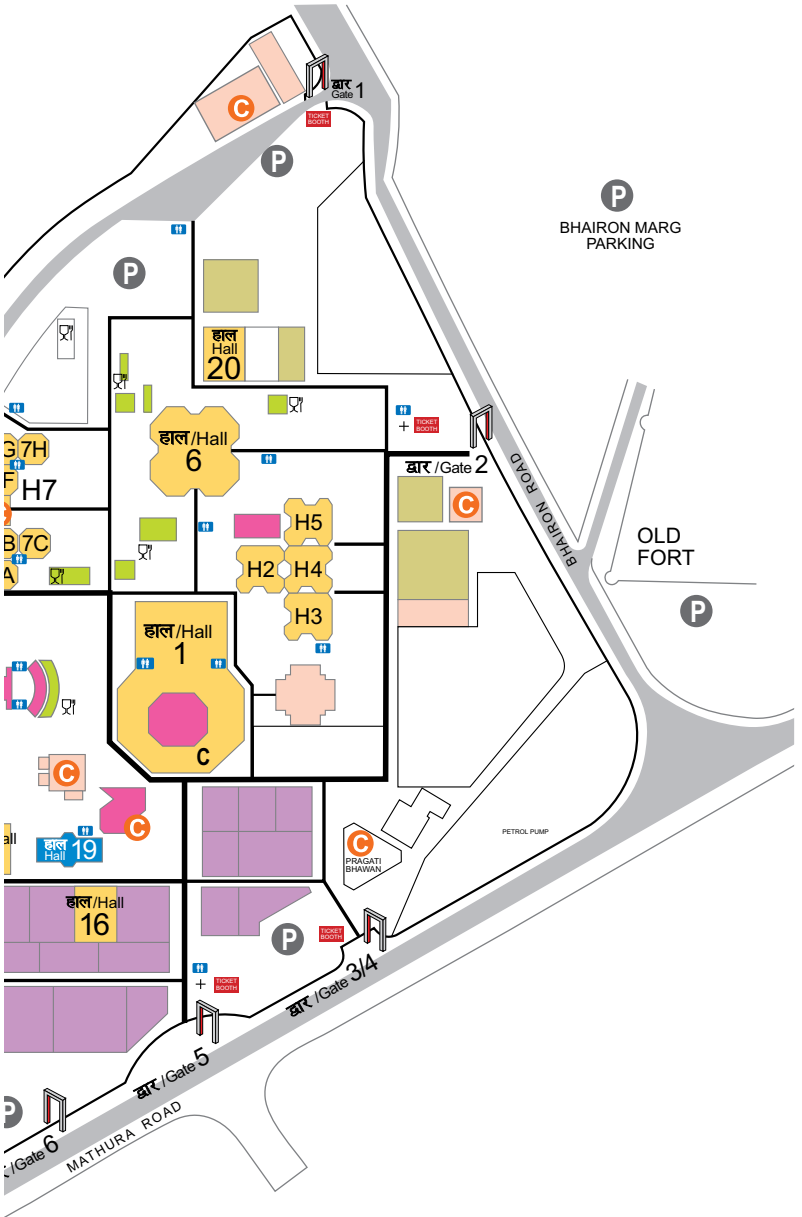 द्वार
Gate 1
C
TICKET
BOOTH
P
P
BHAIRON MARG
PARKING
P
हाल
Hall
20
TICKET
BOOTH
+
हाल/Hall
6
द्वार/Gate 2
G
7H
F
H7
C
BHAIRON ROAD
H5
B
7C
OLD
FORT
H2
H4
A
P
H3
हाल/Hall
1
C
C
C
all
हाल
Hall 19
PETROL PUMP
C
PRAGATI
BHAWAN
हाल/Hall
16
P
TICKET
BOOTH
+
TICKET
BOOTH
द्वार/Gate 3/4
द्वार/Gate 5
P
MATHURA ROAD
/Gate 6